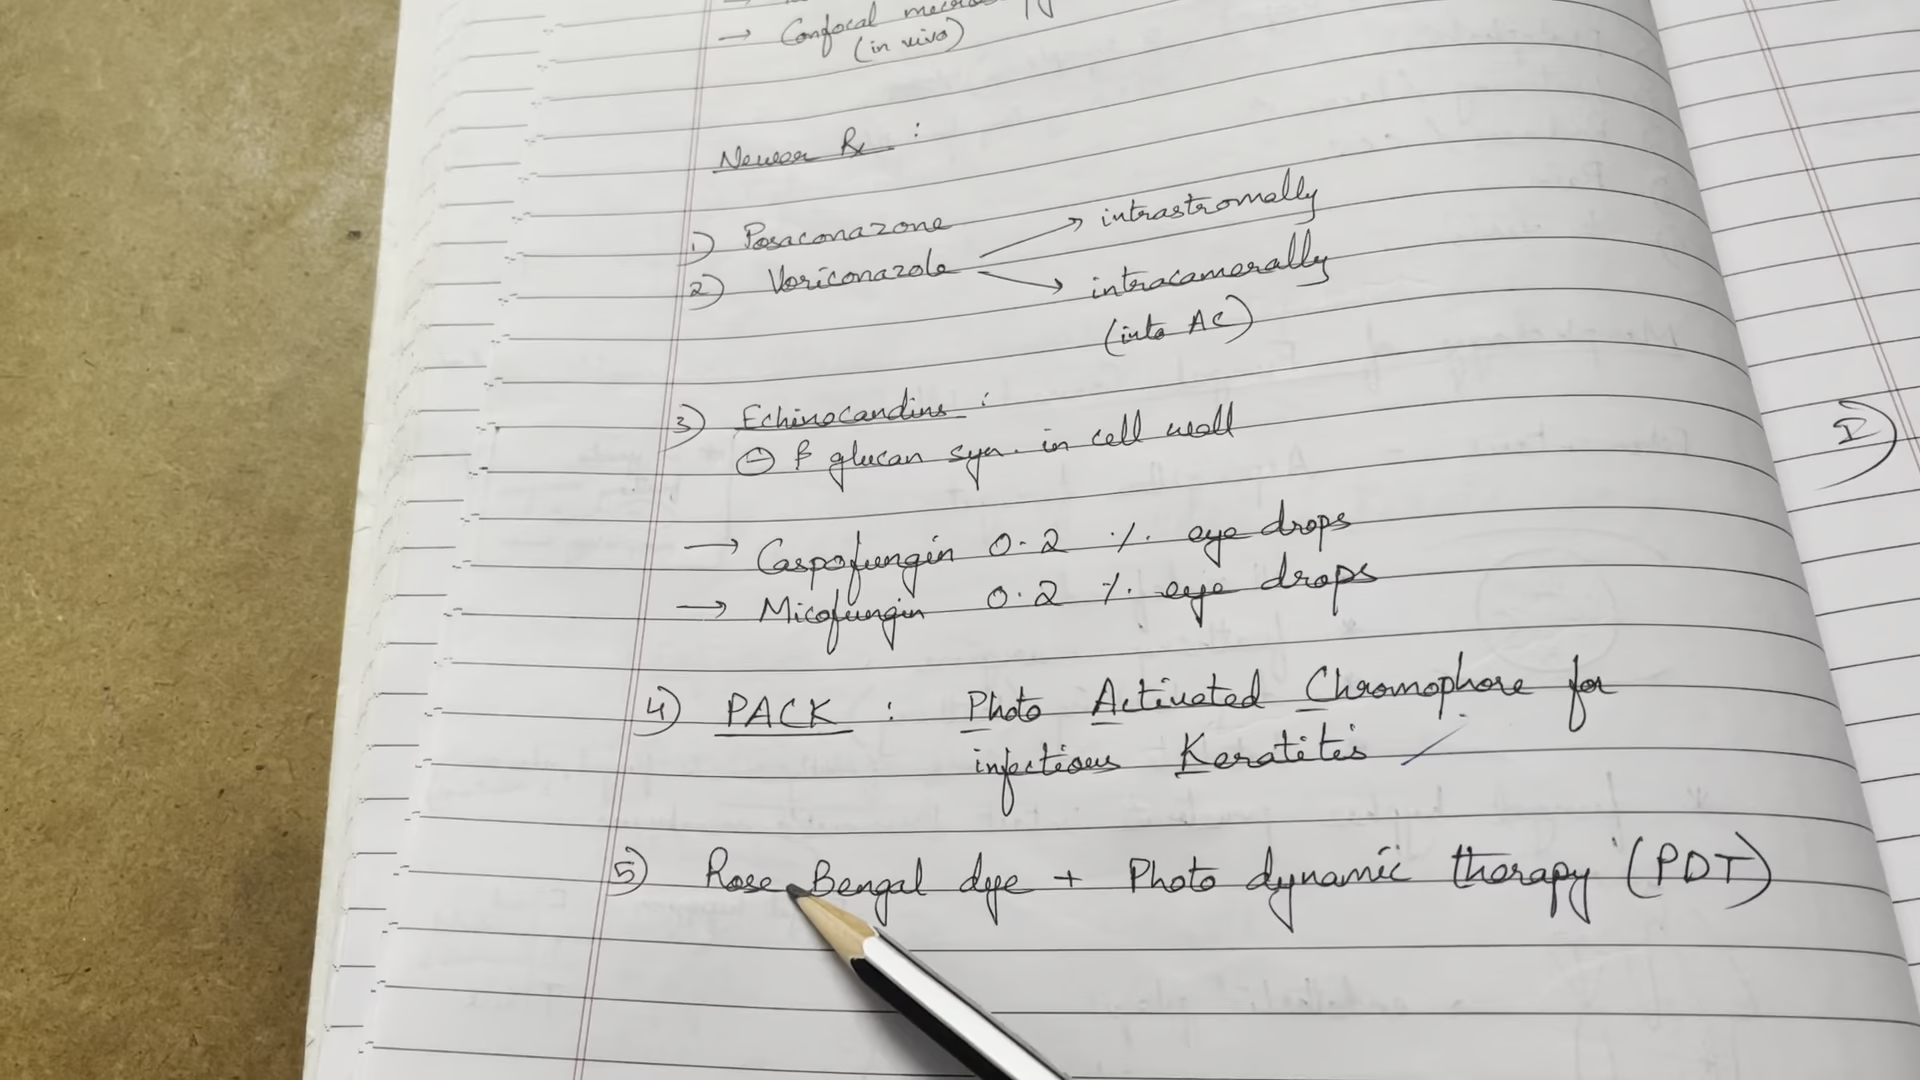 → Confocal
(in vivo)
Newer Rx :
1) Posaconazone
2) Voriconazole → intrastromally
→ intracamerally
(into AC)
3) Echinocandins :
⊖ β glucan syn. in cell wall
→ Caspofungin 0.2 % eye drops
→ Micofungin 0.2 % eye drops
4) PACK : Photo Activated Chromophore for
infectious Keratitis
5) Rose Bengal dye + Photo dynamic therapy (PDT)
I)